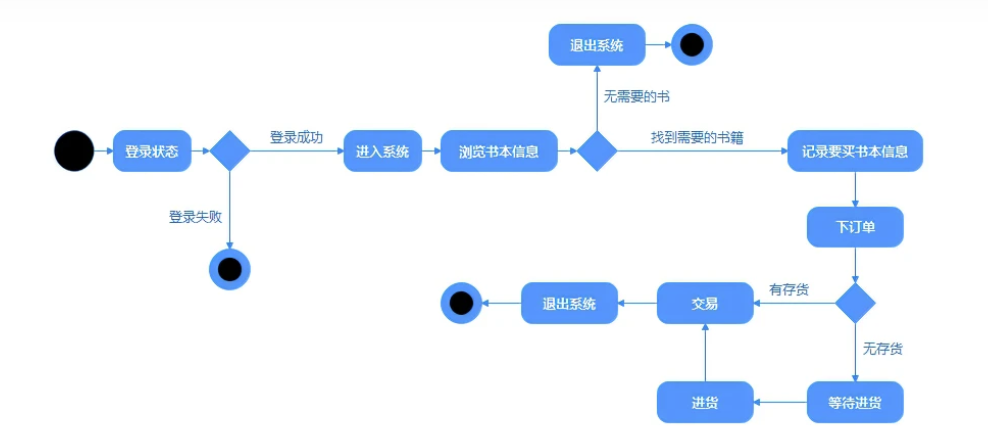 退出系统
无需要的书
登录状态
登录成功
进入系统
浏览书本信息
找到需要的书籍
记录要买书本信息
登录失败
下订单
退出系统
交易
有存货
无存货
进货
等待进货